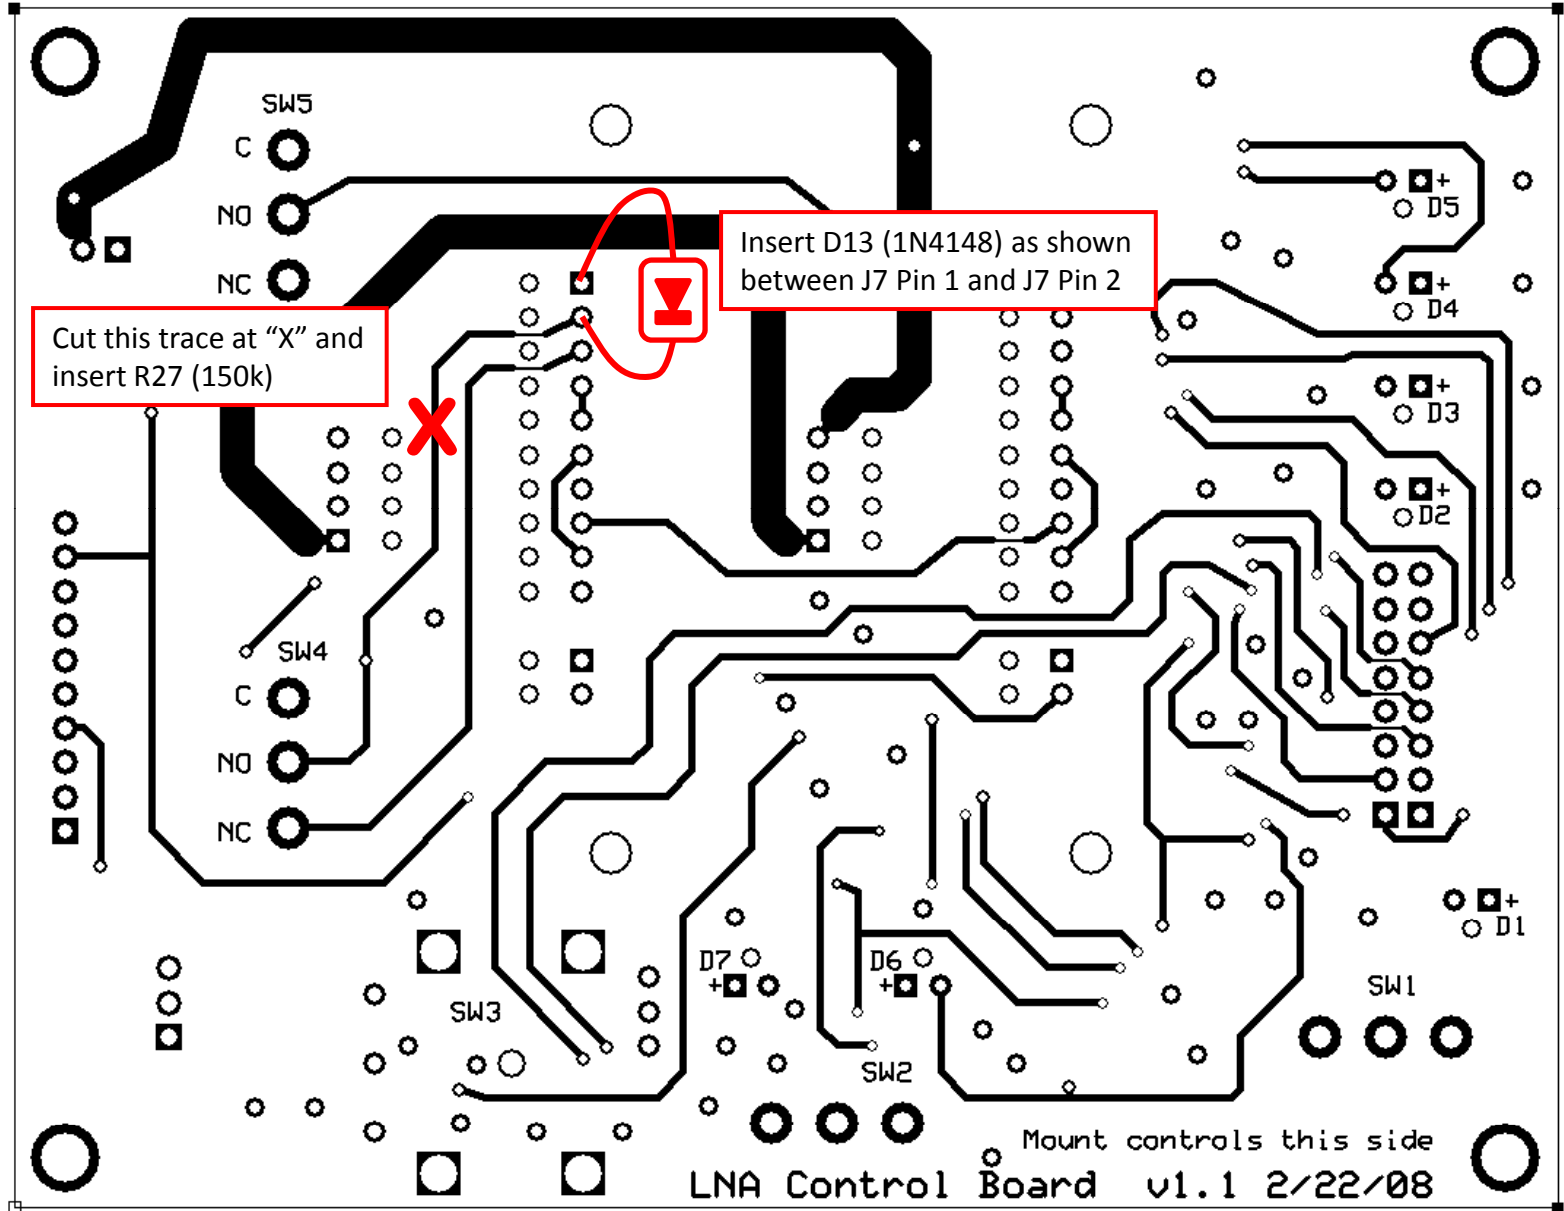 SW5
C
NO
NC
+
D5
Insert D13 (1N4148) as shown
between J7 Pin 1 and J7 Pin 2
+
D4
Cut this trace at “X” and
insert R27 (150k)
X
+
D3
+
D2
SW4
C
NO
NC
+
D1
D7
+
D6
+
SW3
SW1
SW2
Mount controls this side
LNA Control Board v1.1 2/22/08